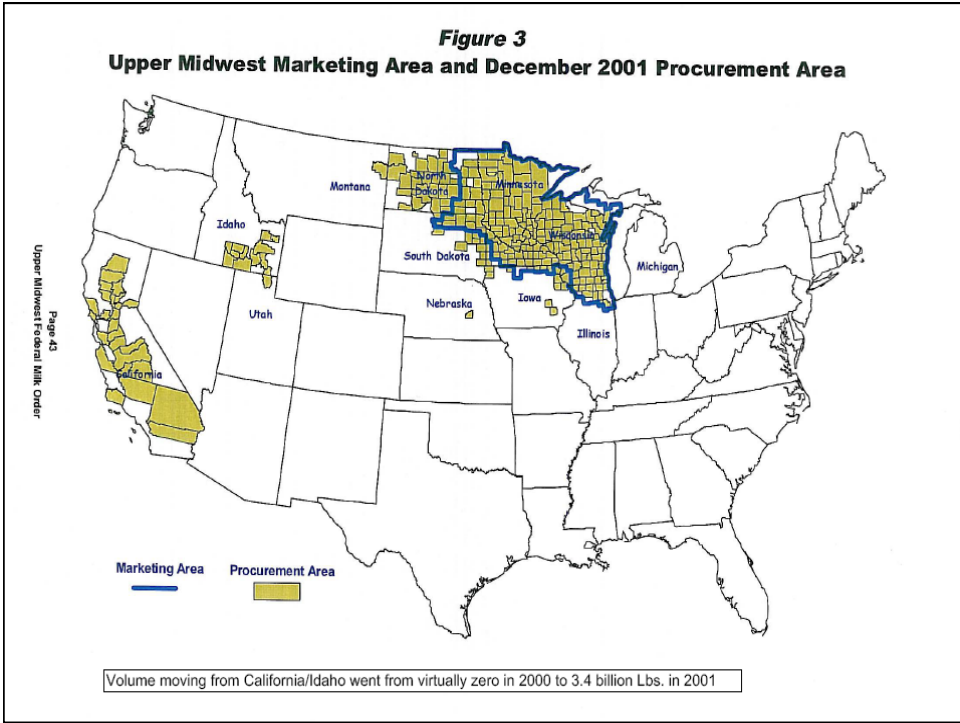 Figure 3
Upper Midwest Marketing Area and December 2001 Procurement Area
Montana
North
Dakota
Minnesota
Idaho
Wisconsin
South Dakota
Michigan
Nebraska
Iowa
Utah
Illinois
California
Page 43
Upper Midwest Federal Milk Order
Marketing Area
Procurement Area
Volume moving from California/Idaho went from virtually zero in 2000 to 3.4 billion Lbs. in 2001